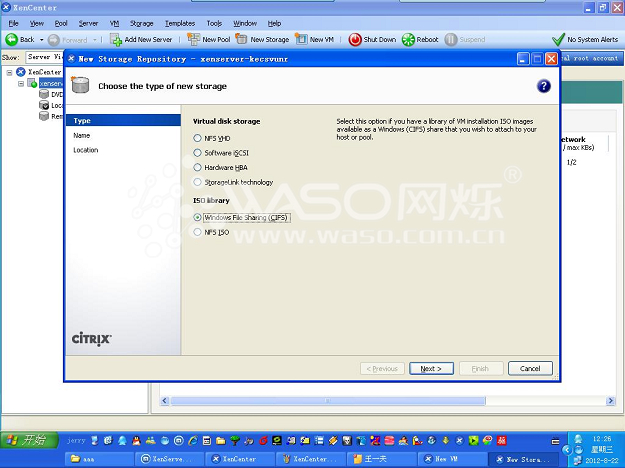 XenCenter
File View Pool Server VM Storage Templates Tools Window Help
Back Forward Add New Server New Pool New Storage New VM Shut Down Reboot Suspend No System Alerts
Show: Server Vi
al root account
XenCenter
xenserv
DVD
Loca
Rem
New Storage Repository - xenserver-kecsvunr
Choose the type of new storage
Type
Name
Location
Virtual disk storage
NFS VHD
Software iSCSI
Hardware HBA
StorageLink technology
ISO library
Windows File Sharing (CIFS)
NFS ISO
Select this option if you have a library of VM installation ISO images
available as a Windows (CIFS) share that you wish to attach to your
host or pool.
etwork
/ max KBs)
1/2
WASO网烁®
www.waso.com.cn
CITRIX
< Previous Next > Finish Cancel
开始 jerry
aaa XenServe... XenCenter XenCenter... 王一天 New VM New Stora...
12:26
星期三
2012-8-22